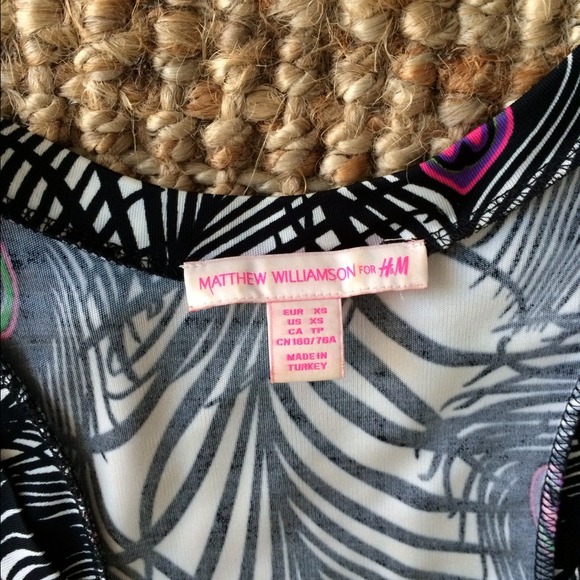 MATTHEW WILLIAMSON FOR H&M
EUR XS
US XS
CA TP
CN 160/76A
MADE IN
TURKEY